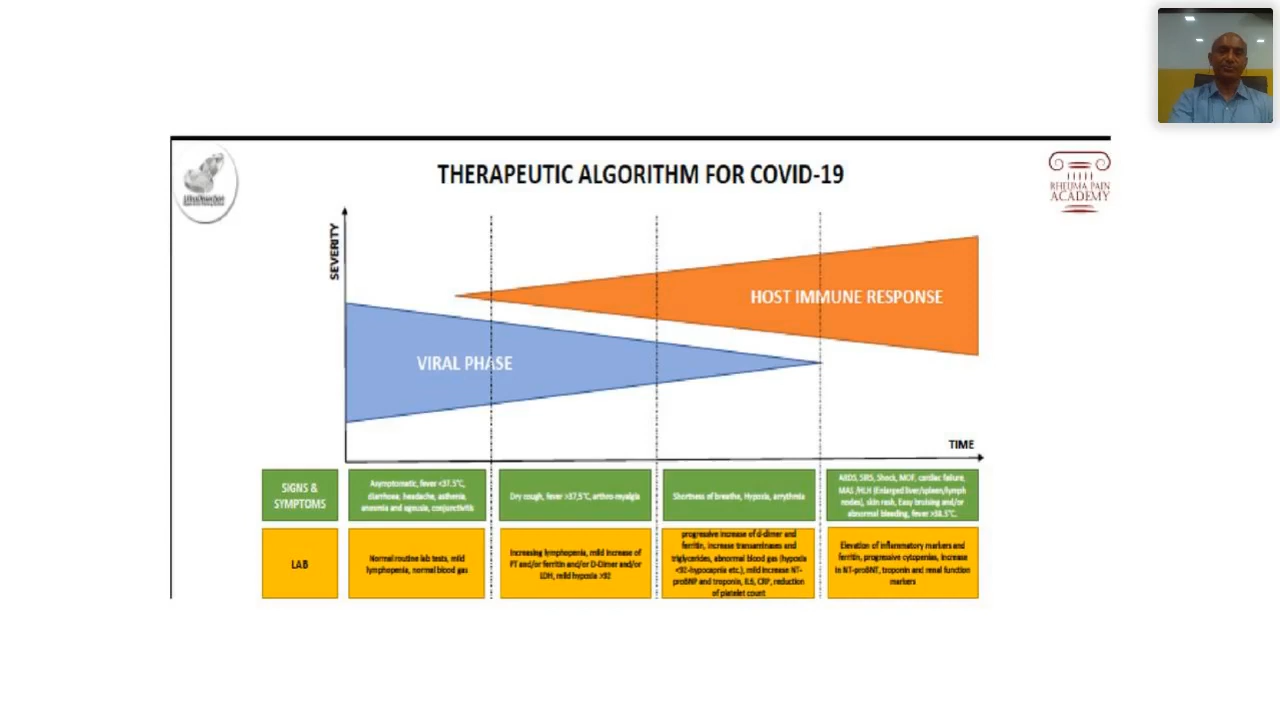 THERAPEUTIC ALGORITHM FOR COVID-19
RHEUMA PAIN
ACADEMY
SEVERITY
HOST IMMUNE RESPONSE
VIRAL PHASE
TIME
SIGNS &
SYMPTOMS
Asymptomatic, fever <37.5°C,
diarrhose, headache, asthenia,
anosmia and ageusia, conjunctivitis
Dry cough, fever >37,5°C, arthro-myalgia
Shortness of breathe, Hypoxia, arrythmia
ARDS, SIRS, Shock, MOF, cardiac failure,
MAS /HLH (Enlarged liver/spleen/lymph
nodes), skin rash, Easy bruising and/or
abnormal bleeding, fever >38.5°C.
LAB
Normal routine lab tests, mild
lymphopenia, normal blood gas
Increasing lymphopenia, mild increase of
PT and/or ferritin and/or D-Dimer and/or
LDH, mild hypoxia >92
progressive increase of d-dimer and
ferritin, increase transaminases and
triglycerides, abnormal blood gas (hypoxia
<92-hypocapnia etc.), mild increase NT-
proBNP and troponin, IL6, CRP, reduction
of platelet count
Elevation of inflammatory markers and
ferritin, progressive cytopenias, increase
in NT-proBNT, troponin and renal function
markers